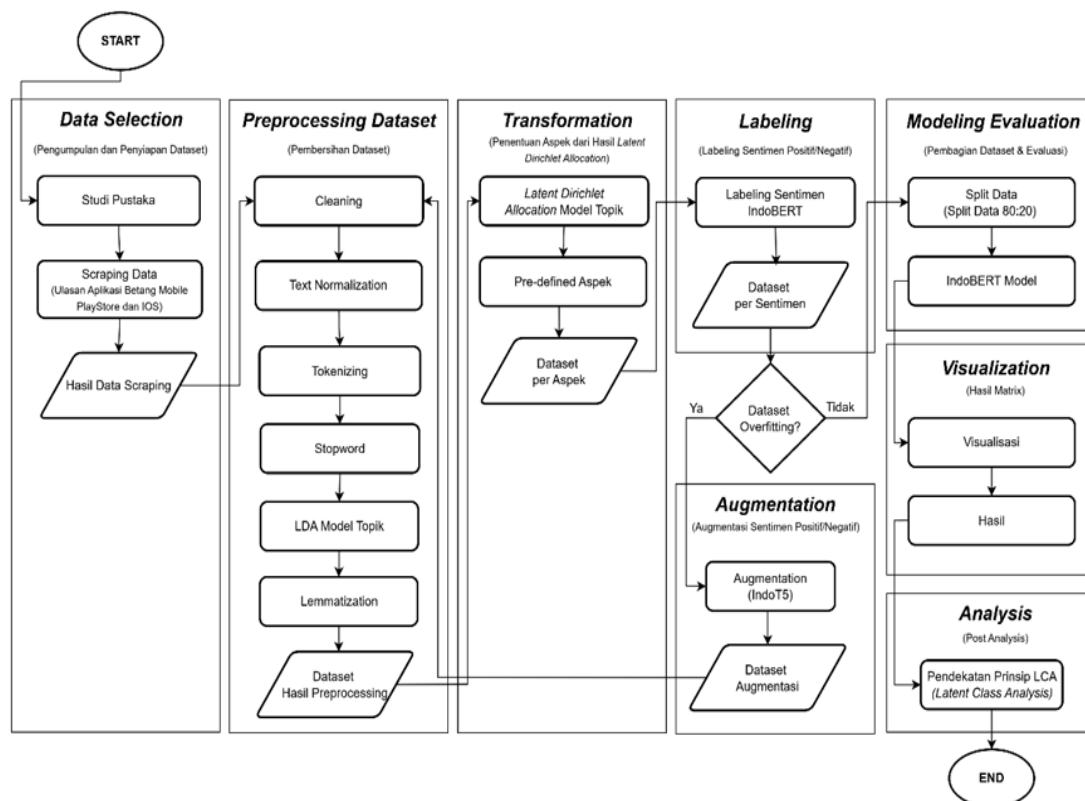 START
Data Selection
(Pengumpulan dan Penyiapan Dataset)
Studi Pustaka
Scraping Data
(Ulasan Aplikasi Betang Mobile
PlayStore dan IOS)
Hasil Data Scraping
Preprocessing Dataset
(Pembersihan Dataset)
Cleaning
Text Normalization
Tokenizing
Stopword
LDA Model Topik
Lemmatization
Dataset
Hasil Preprocessing
Transformation
(Penentuan Aspek dari Hasil Latent
Dirichlet Allocation)
Latent Dirichlet
Allocation Model Topik
Pre-defined Aspek
Dataset
per Aspek
Labeling
(Labeling Sentimen Positif/Negatif)
Labeling Sentimen
IndoBERT
Dataset
per Sentimen
Ya
Dataset
Overfitting?
Tidak
Augmentation
(Augmentasi Sentimen Positif/Negatif)
Augmentation
(IndoT5)
Dataset
Augmentasi
Modeling Evaluation
(Pembagian Dataset & Evaluasi)
Split Data
(Split Data 80:20)
IndoBERT Model
Visualization
(Hasil Matrix)
Visualisasi
Hasil
Analysis
(Post Analysis)
Pendekatan Prinsip LCA
(Latent Class Analysis)
END